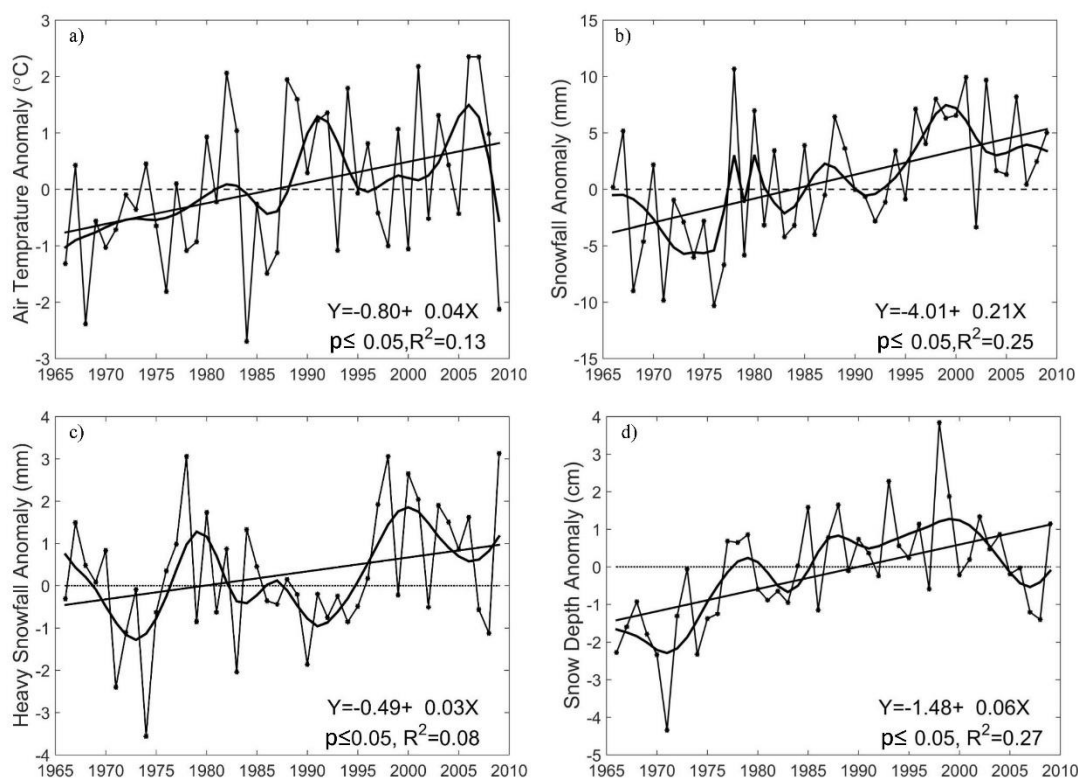 a)
Air Temprature Anomaly (°C)
3
2
1
0
-1
-2
-3
Y=-0.80+ 0.04X
p≤ 0.05,R²=0.13
1965 1970 1975 1980 1985 1990 1995 2000 2005 2010
b)
Snowfall Anomaly (mm)
15
10
5
0
-5
-10
-15
Y=-4.01+ 0.21X
p≤ 0.05,R²=0.25
1965 1970 1975 1980 1985 1990 1995 2000 2005 2010
c)
Heavy Snowfall Anomaly (mm)
4
3
2
1
0
-1
-2
-3
-4
Y=-0.49+ 0.03X
p≤0.05, R²=0.08
1965 1970 1975 1980 1985 1990 1995 2000 2005 2010
d)
Snow Depth Anomaly (cm)
4
3
2
1
0
-1
-2
-3
-4
-5
Y=-1.48+ 0.06X
p≤ 0.05, R²=0.27
1965 1970 1975 1980 1985 1990 1995 2000 2005 2010